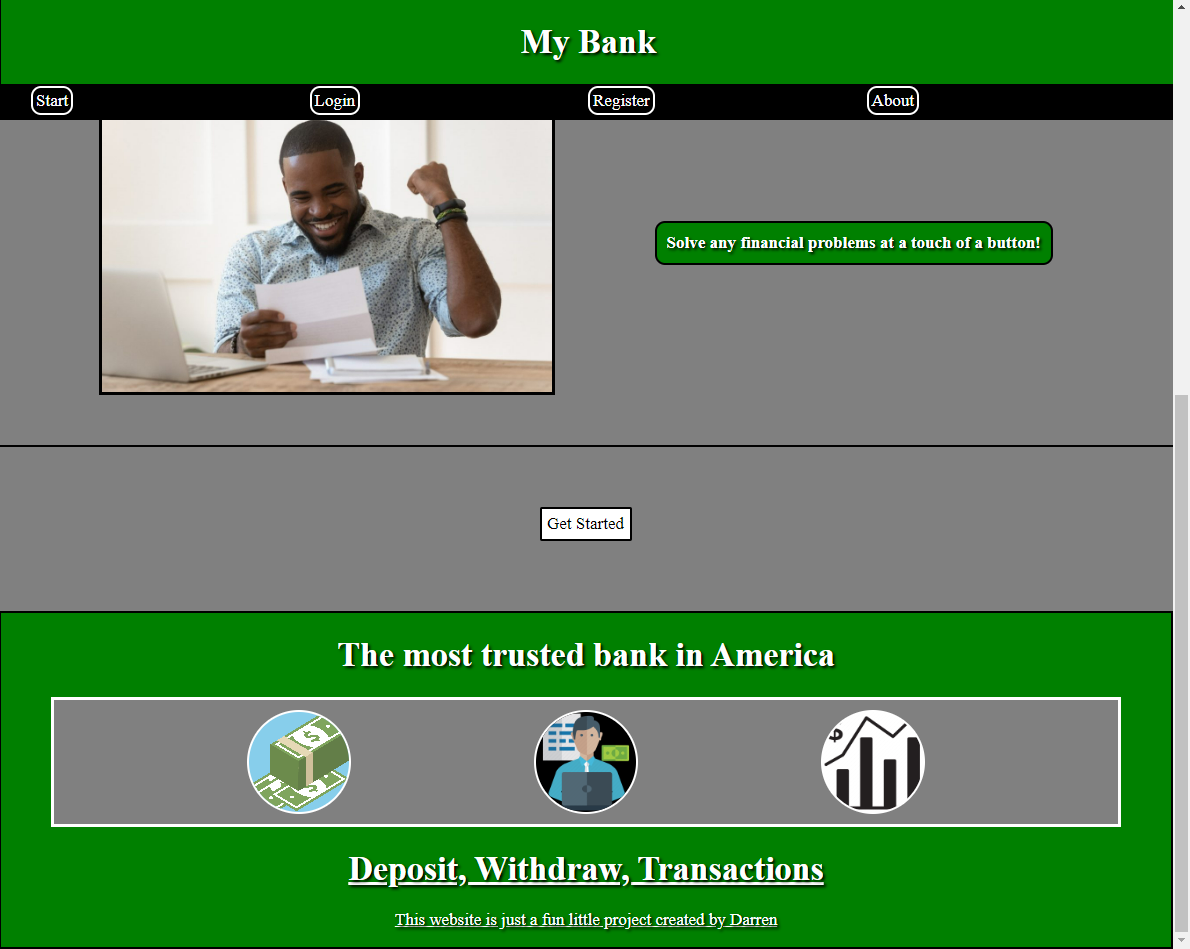 My Bank
Start
Login
Register
About
Solve any financial problems at a touch of a button!
Get Started
The most trusted bank in America
Deposit, Withdraw, Transactions
This website is just a fun little project created by Darren